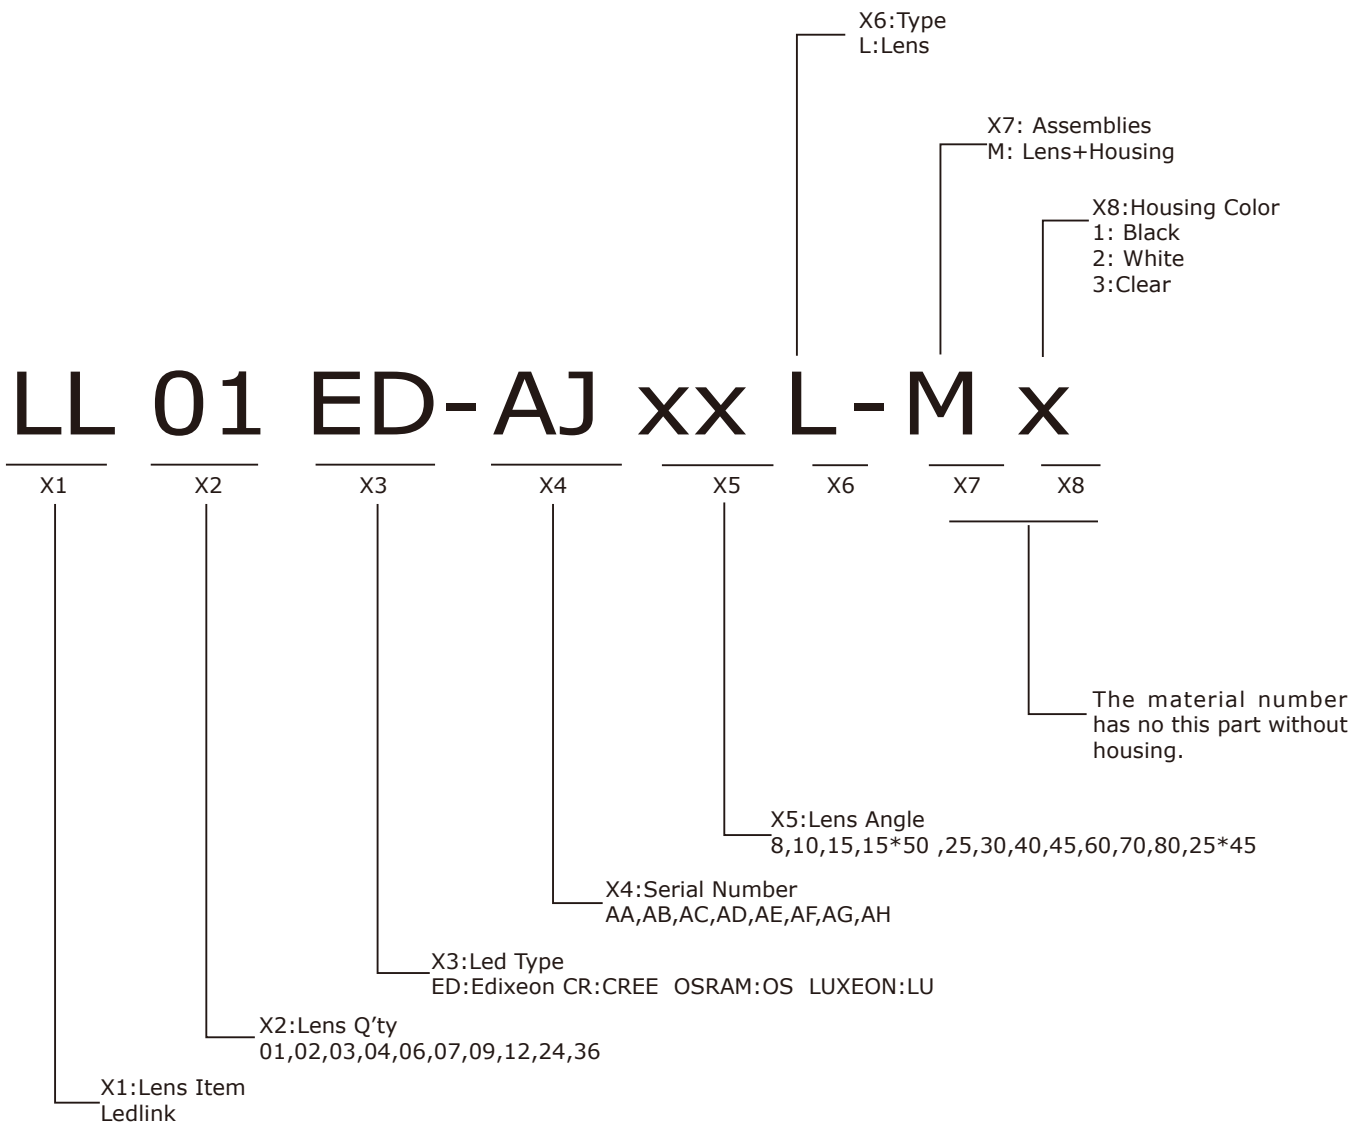 X6:Type
L:Lens
X7: Assemblies
M: Lens+Housing
X8:Housing Color
1: Black
2: White
3:Clear
LL 01 ED-AJ xx L-M x
X1 X2 X3 X4 X5 X6 X7 X8
The material number
has no this part without
housing.
X5:Lens Angle
8,10,15,15*50 ,25,30,40,45,60,70,80,25*45
X4:Serial Number
AA,AB,AC,AD,AE,AF,AG,AH
X3:Led Type
ED:Edixeon CR:CREE OSRAM:OS LUXEON:LU
X2:Lens Q’ty
01,02,03,04,06,07,09,12,24,36
X1:Lens Item
Ledlink